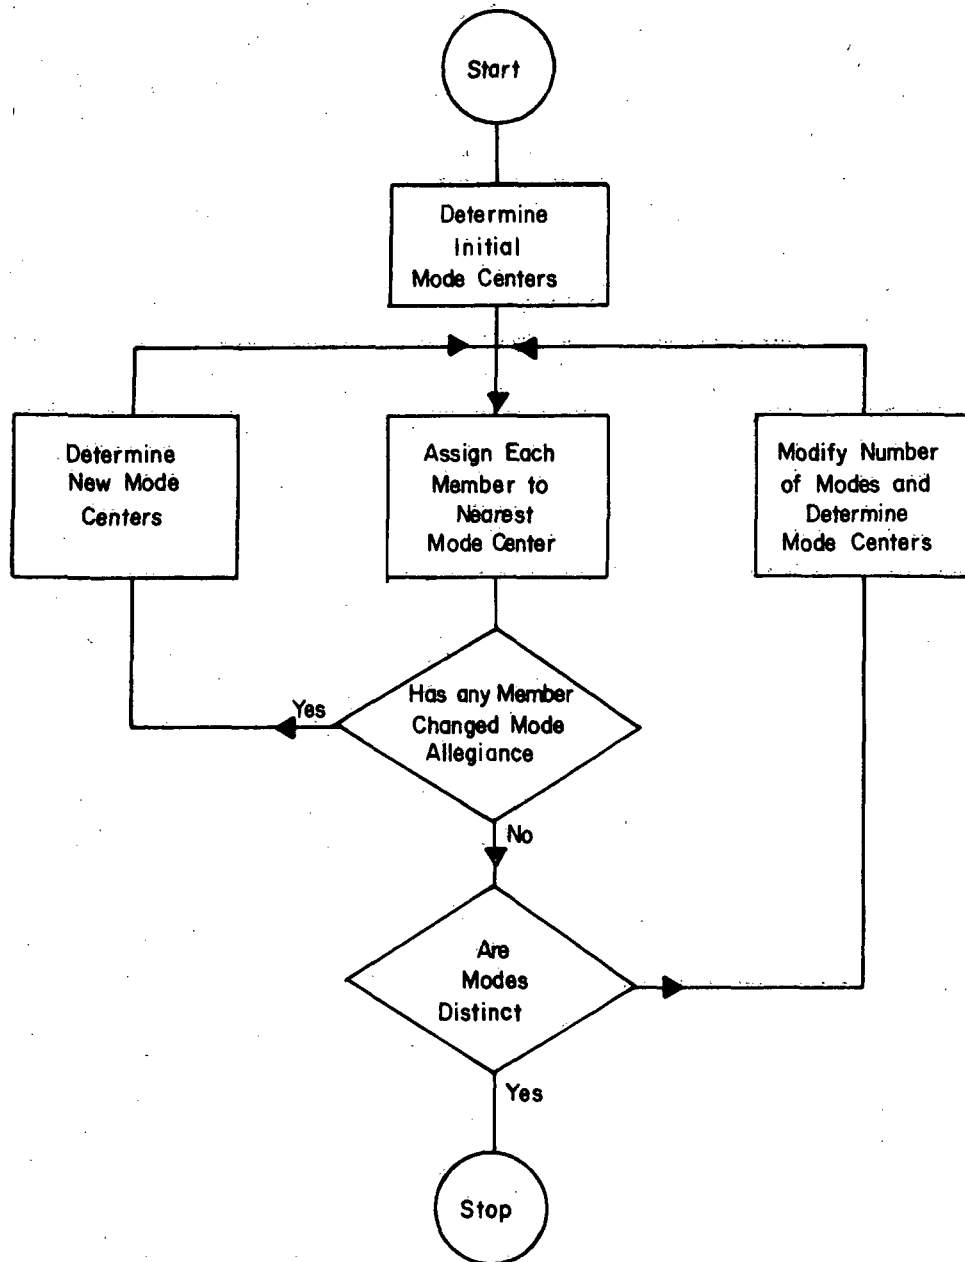 Start
Determine
Initial
Mode Centers
Determine
New Mode
Centers
Assign Each
Member to
Nearest
Mode Center
Modify Number
of Modes and
Determine
Mode Centers
Has any Member
Changed Mode
Allegiance
Yes
No
Are
Modes
Distinct
Yes
Stop